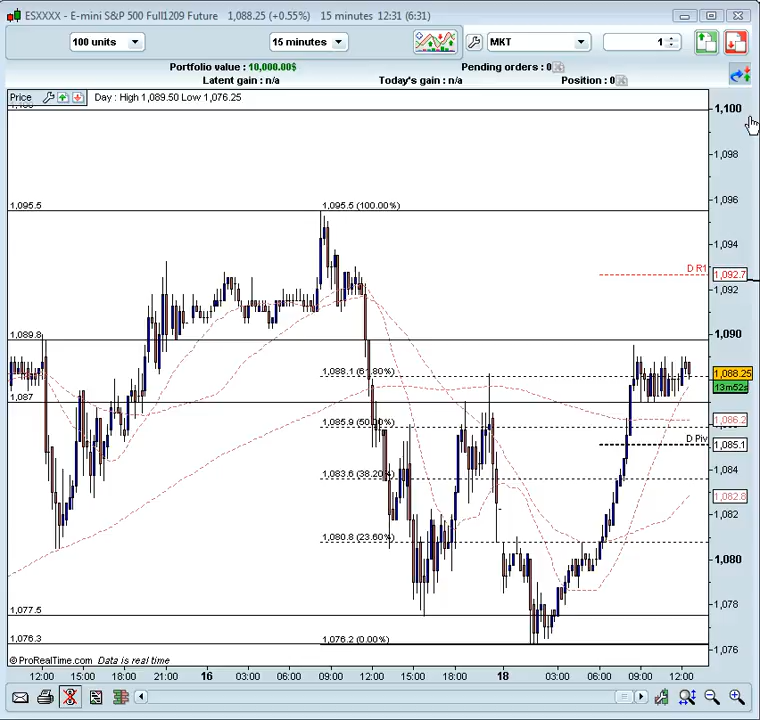 ESXXXX - E-mini S&P 500 Full1209 Future 1,088.25 (+0.55%) 15 minutes 12:31 (6:31)
100 units 15 minutes MKT 1
Portfolio value : 10,000.00$ Pending orders : 0
Latent gain : n/a Today's gain : n/a Position : 0
Price Day : High 1,089.50 Low 1,076.25
1,100
1,098
1,096
1,095.5 1,095.5 (100.00%)
1,094
D R1 1,092.7
1,092
1,090
1,089.8
1,088.1 (61.80%) 1,088.25
13m52s
1,087
1,086.2
1,085.9 (50.00%)
D Piv 1,085.1
1,084
1,083.6 (38.20%)
1,082.8
1,082
1,080.8 (23.60%)
1,080
1,078
1,077.5
1,076.3 1,076.2 (0.00%)
1,076
© ProRealTime.com Data is real time
12:00 15:00 18:00 21:00 16 03:00 06:00 09:00 12:00 15:00 18:00 18 03:00 06:00 09:00 12:00